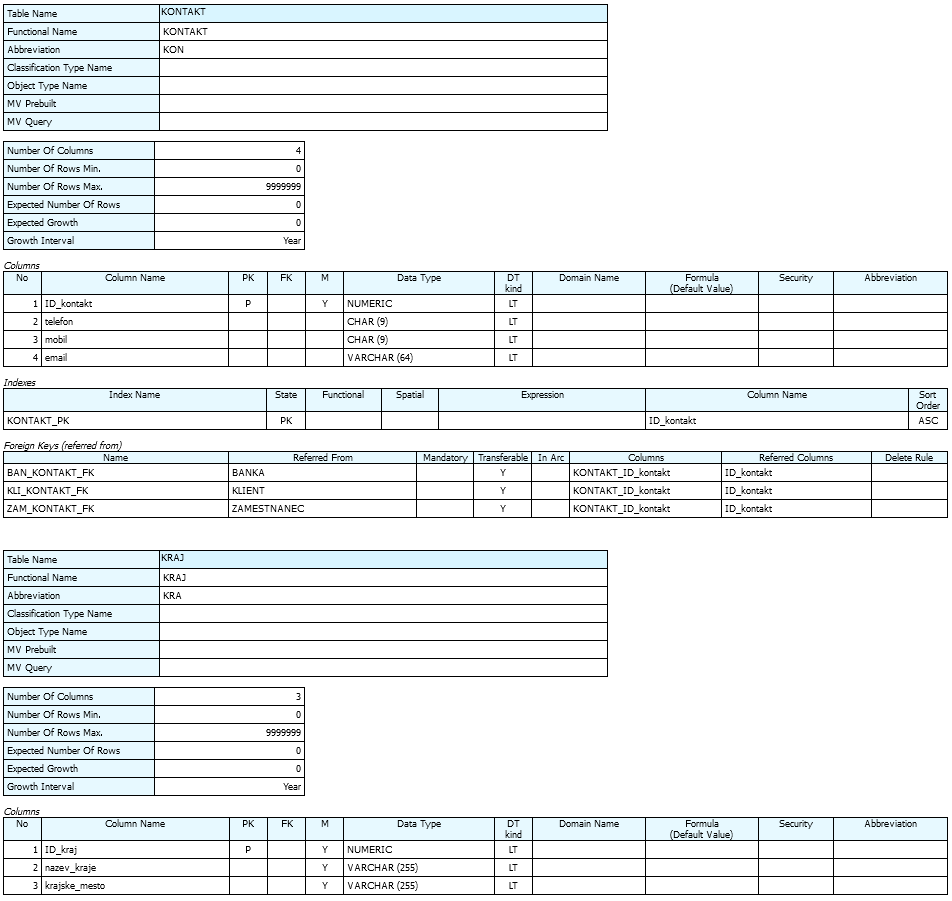 Table Name KONTAKT
Functional Name KONTAKT
Abbreviation KON
Classification Type Name
Object Type Name
MV Prebuilt
MV Query
Number Of Columns 4
Number Of Rows Min. 0
Number Of Rows Max. 9999999
Expected Number Of Rows 0
Expected Growth 0
Growth Interval Year
Columns
No Column Name PK FK M Data Type DT kind Domain Name Formula (Default Value) Security Abbreviation
1 ID_kontakt P Y NUMERIC LT
2 telefon CHAR (9) LT
3 mobil CHAR (9) LT
4 email VARCHAR (64) LT
Indexes
Index Name State Functional Spatial Expression Column Name Sort Order
KONTAKT_PK PK ID_kontakt ASC
Foreign Keys (referred from)
Name Referred From Mandatory Transferable In Arc Columns Referred Columns Delete Rule
BAN_KONTAKT_FK BANKA Y KONTAKT_ID_kontakt ID_kontakt
KLI_KONTAKT_FK KLIENT Y KONTAKT_ID_kontakt ID_kontakt
ZAM_KONTAKT_FK ZAMESTNANEC Y KONTAKT_ID_kontakt ID_kontakt
Table Name KRAJ
Functional Name KRAJ
Abbreviation KRA
Classification Type Name
Object Type Name
MV Prebuilt
MV Query
Number Of Columns 3
Number Of Rows Min. 0
Number Of Rows Max. 9999999
Expected Number Of Rows 0
Expected Growth 0
Growth Interval Year
Columns
No Column Name PK FK M Data Type DT kind Domain Name Formula (Default Value) Security Abbreviation
1 ID_kraj P Y NUMERIC LT
2 nazev_kraje Y VARCHAR (255) LT
3 krajske_mesto Y VARCHAR (255) LT